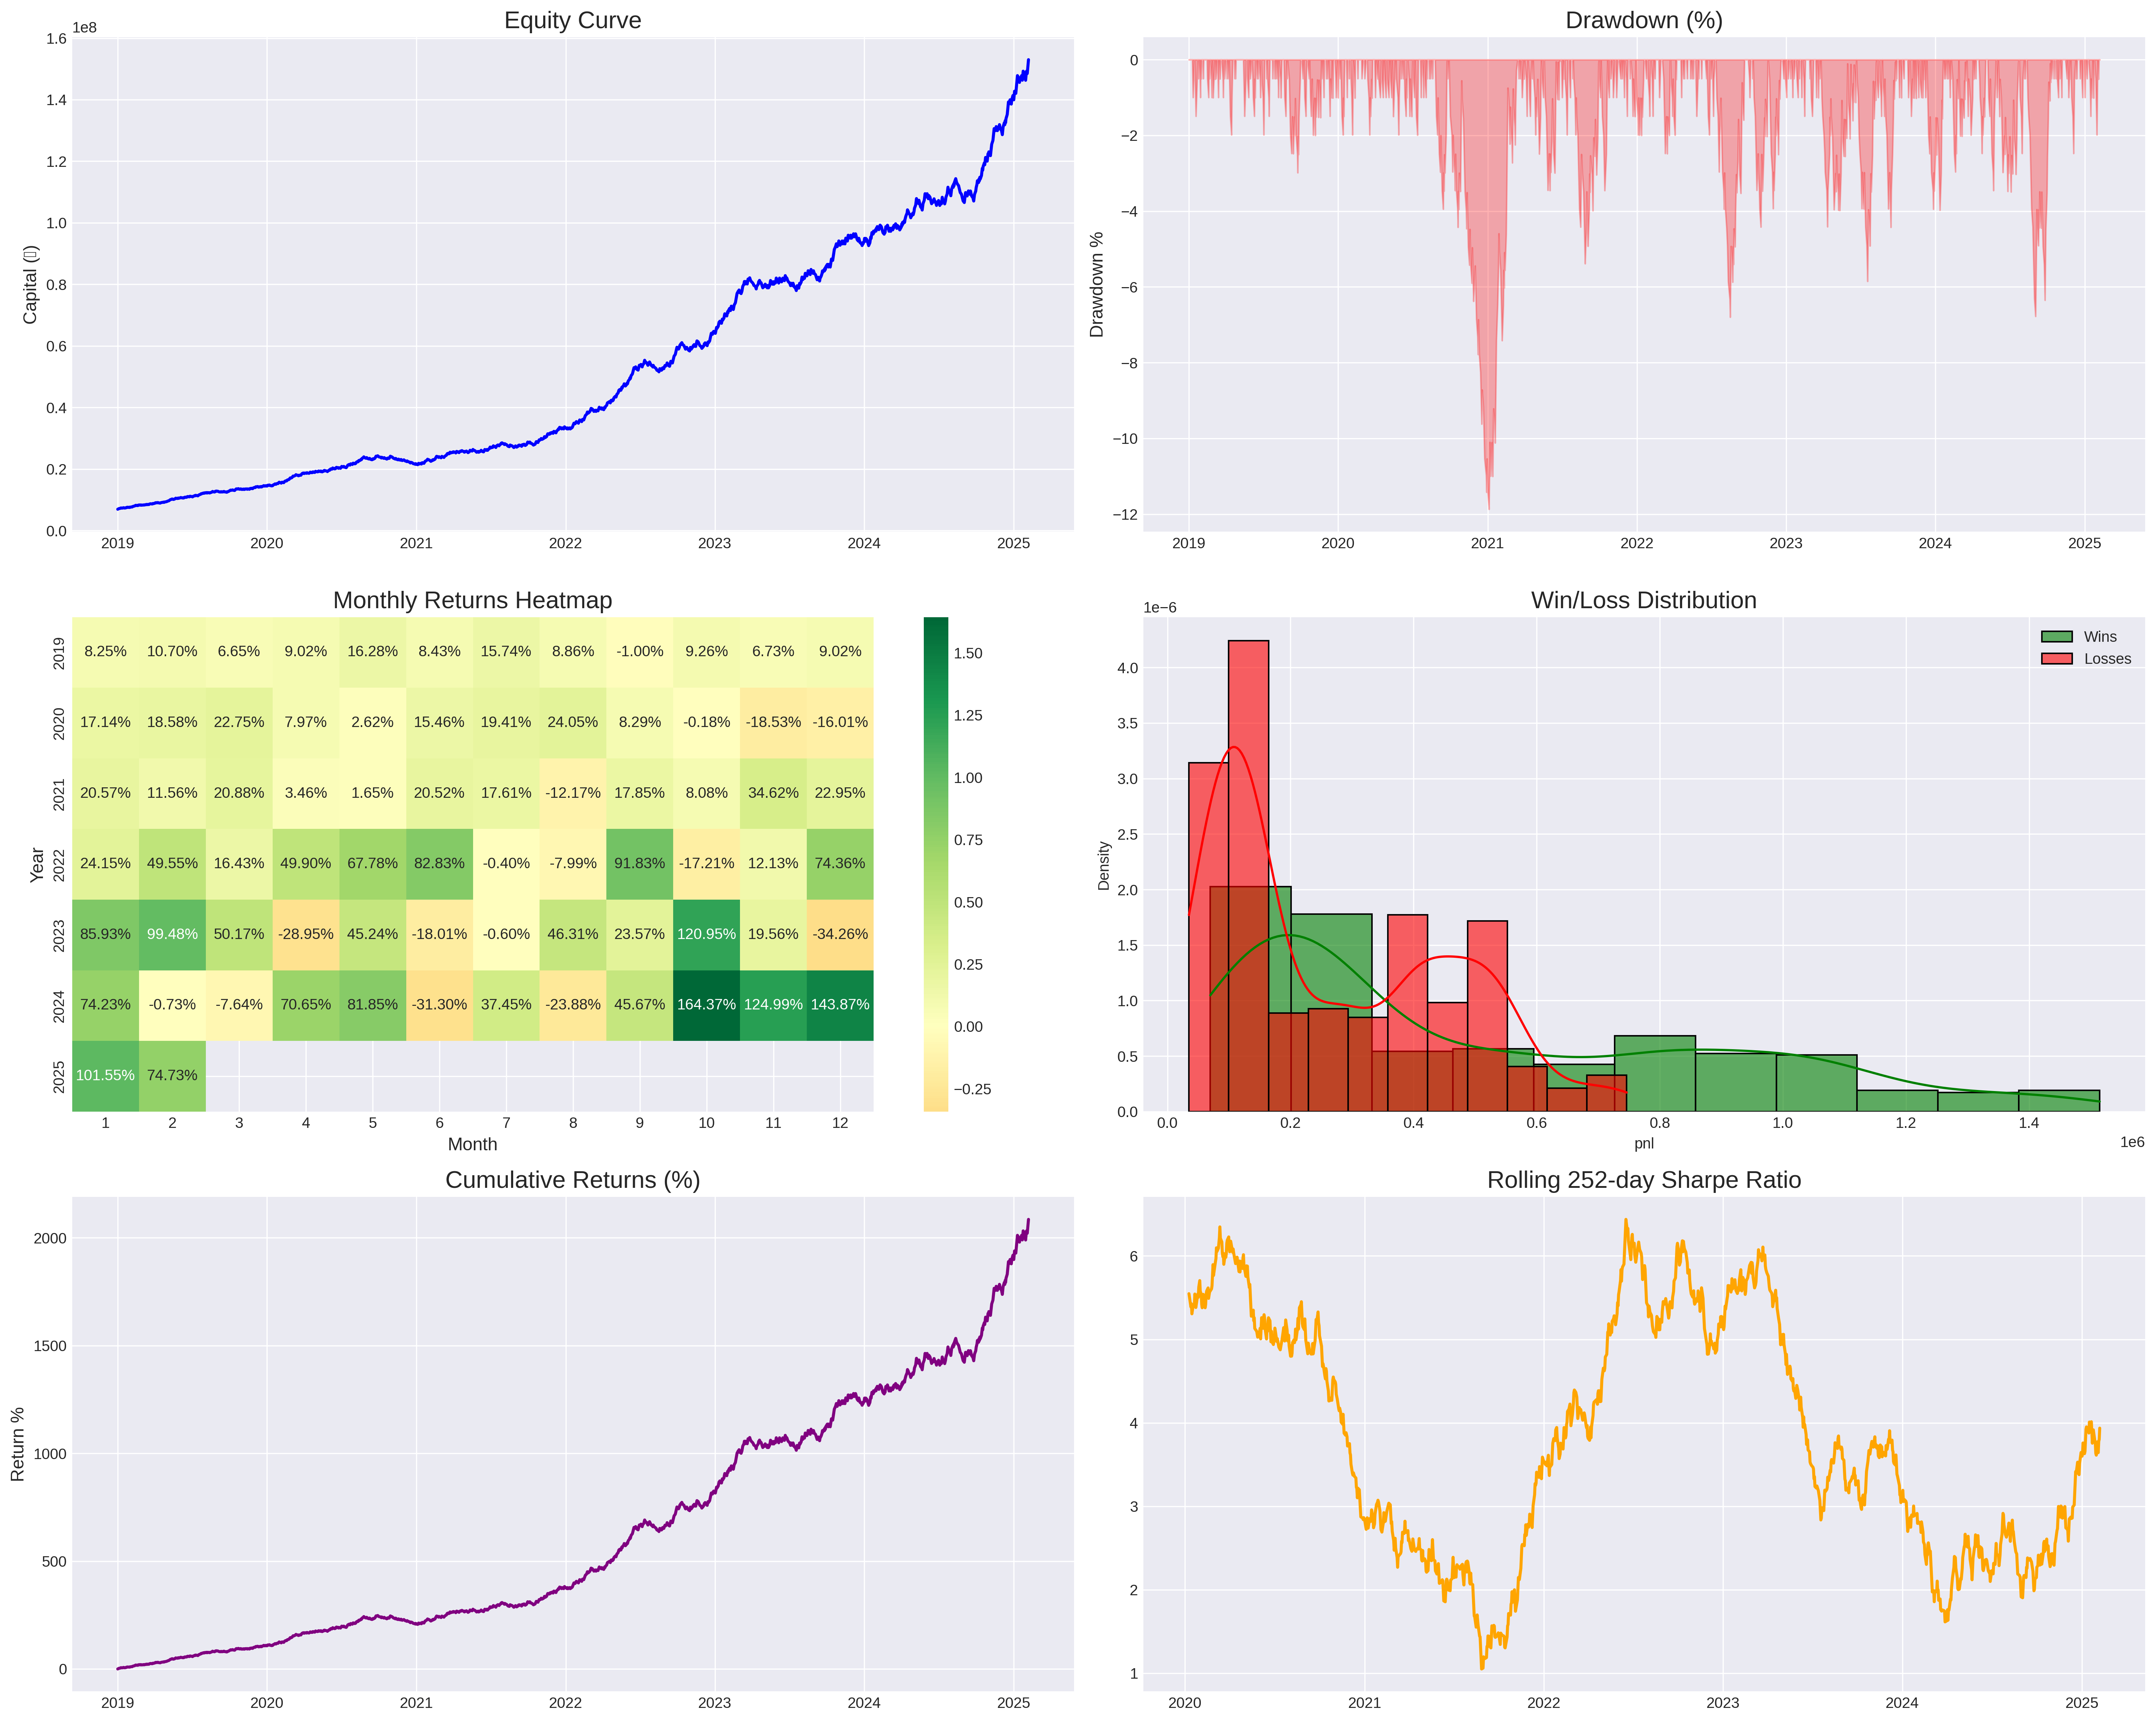 Equity Curve
1e8
1.6
1.4
1.2
1.0
0.8
0.6
0.4
0.2
0.0
Capital (▯)
2019 2020 2021 2022 2023 2024 2025
Drawdown (%)
0
−2
−4
−6
−8
−10
−12
Drawdown %
2019 2020 2021 2022 2023 2024 2025
Monthly Returns Heatmap
2019 8.25% 10.70% 6.65% 9.02% 16.28% 8.43% 15.74% 8.86% -1.00% 9.26% 6.73% 9.02%
2020 17.14% 18.58% 22.75% 7.97% 2.62% 15.46% 19.41% 24.05% 8.29% -0.18% -18.53% -16.01%
2021 20.57% 11.56% 20.88% 3.46% 1.65% 20.52% 17.61% -12.17% 17.85% 8.08% 34.62% 22.95%
2022 24.15% 49.55% 16.43% 49.90% 67.78% 82.83% -0.40% -7.99% 91.83% -17.21% 12.13% 74.36%
2023 85.93% 99.48% 50.17% -28.95% 45.24% -18.01% -0.60% 46.31% 23.57% 120.95% 19.56% -34.26%
2024 74.23% -0.73% -7.64% 70.65% 81.85% -31.30% 37.45% -23.88% 45.67% 164.37% 124.99% 143.87%
2025 101.55% 74.73%
Year
1 2 3 4 5 6 7 8 9 10 11 12
Month
1.50
1.25
1.00
0.75
0.50
0.25
0.00
−0.25
Win/Loss Distribution
1e−6
Wins
Losses
4.0
3.5
3.0
2.5
2.0
1.5
1.0
0.5
0.0
Density
0.0 0.2 0.4 0.6 0.8 1.0 1.2 1.4
pnl
1e6
Cumulative Returns (%)
2000
1500
1000
500
0
Return %
2019 2020 2021 2022 2023 2024 2025
Rolling 252-day Sharpe Ratio
6
5
4
3
2
1
2020 2021 2022 2023 2024 2025